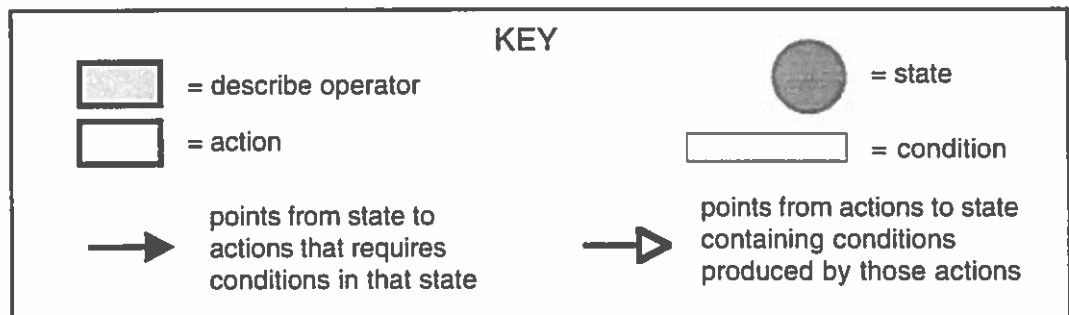 KEY
= describe operator
= state
= action
= condition
points from state to
actions that requires
conditions in that state
points from actions to state
containing conditions
produced by those actions